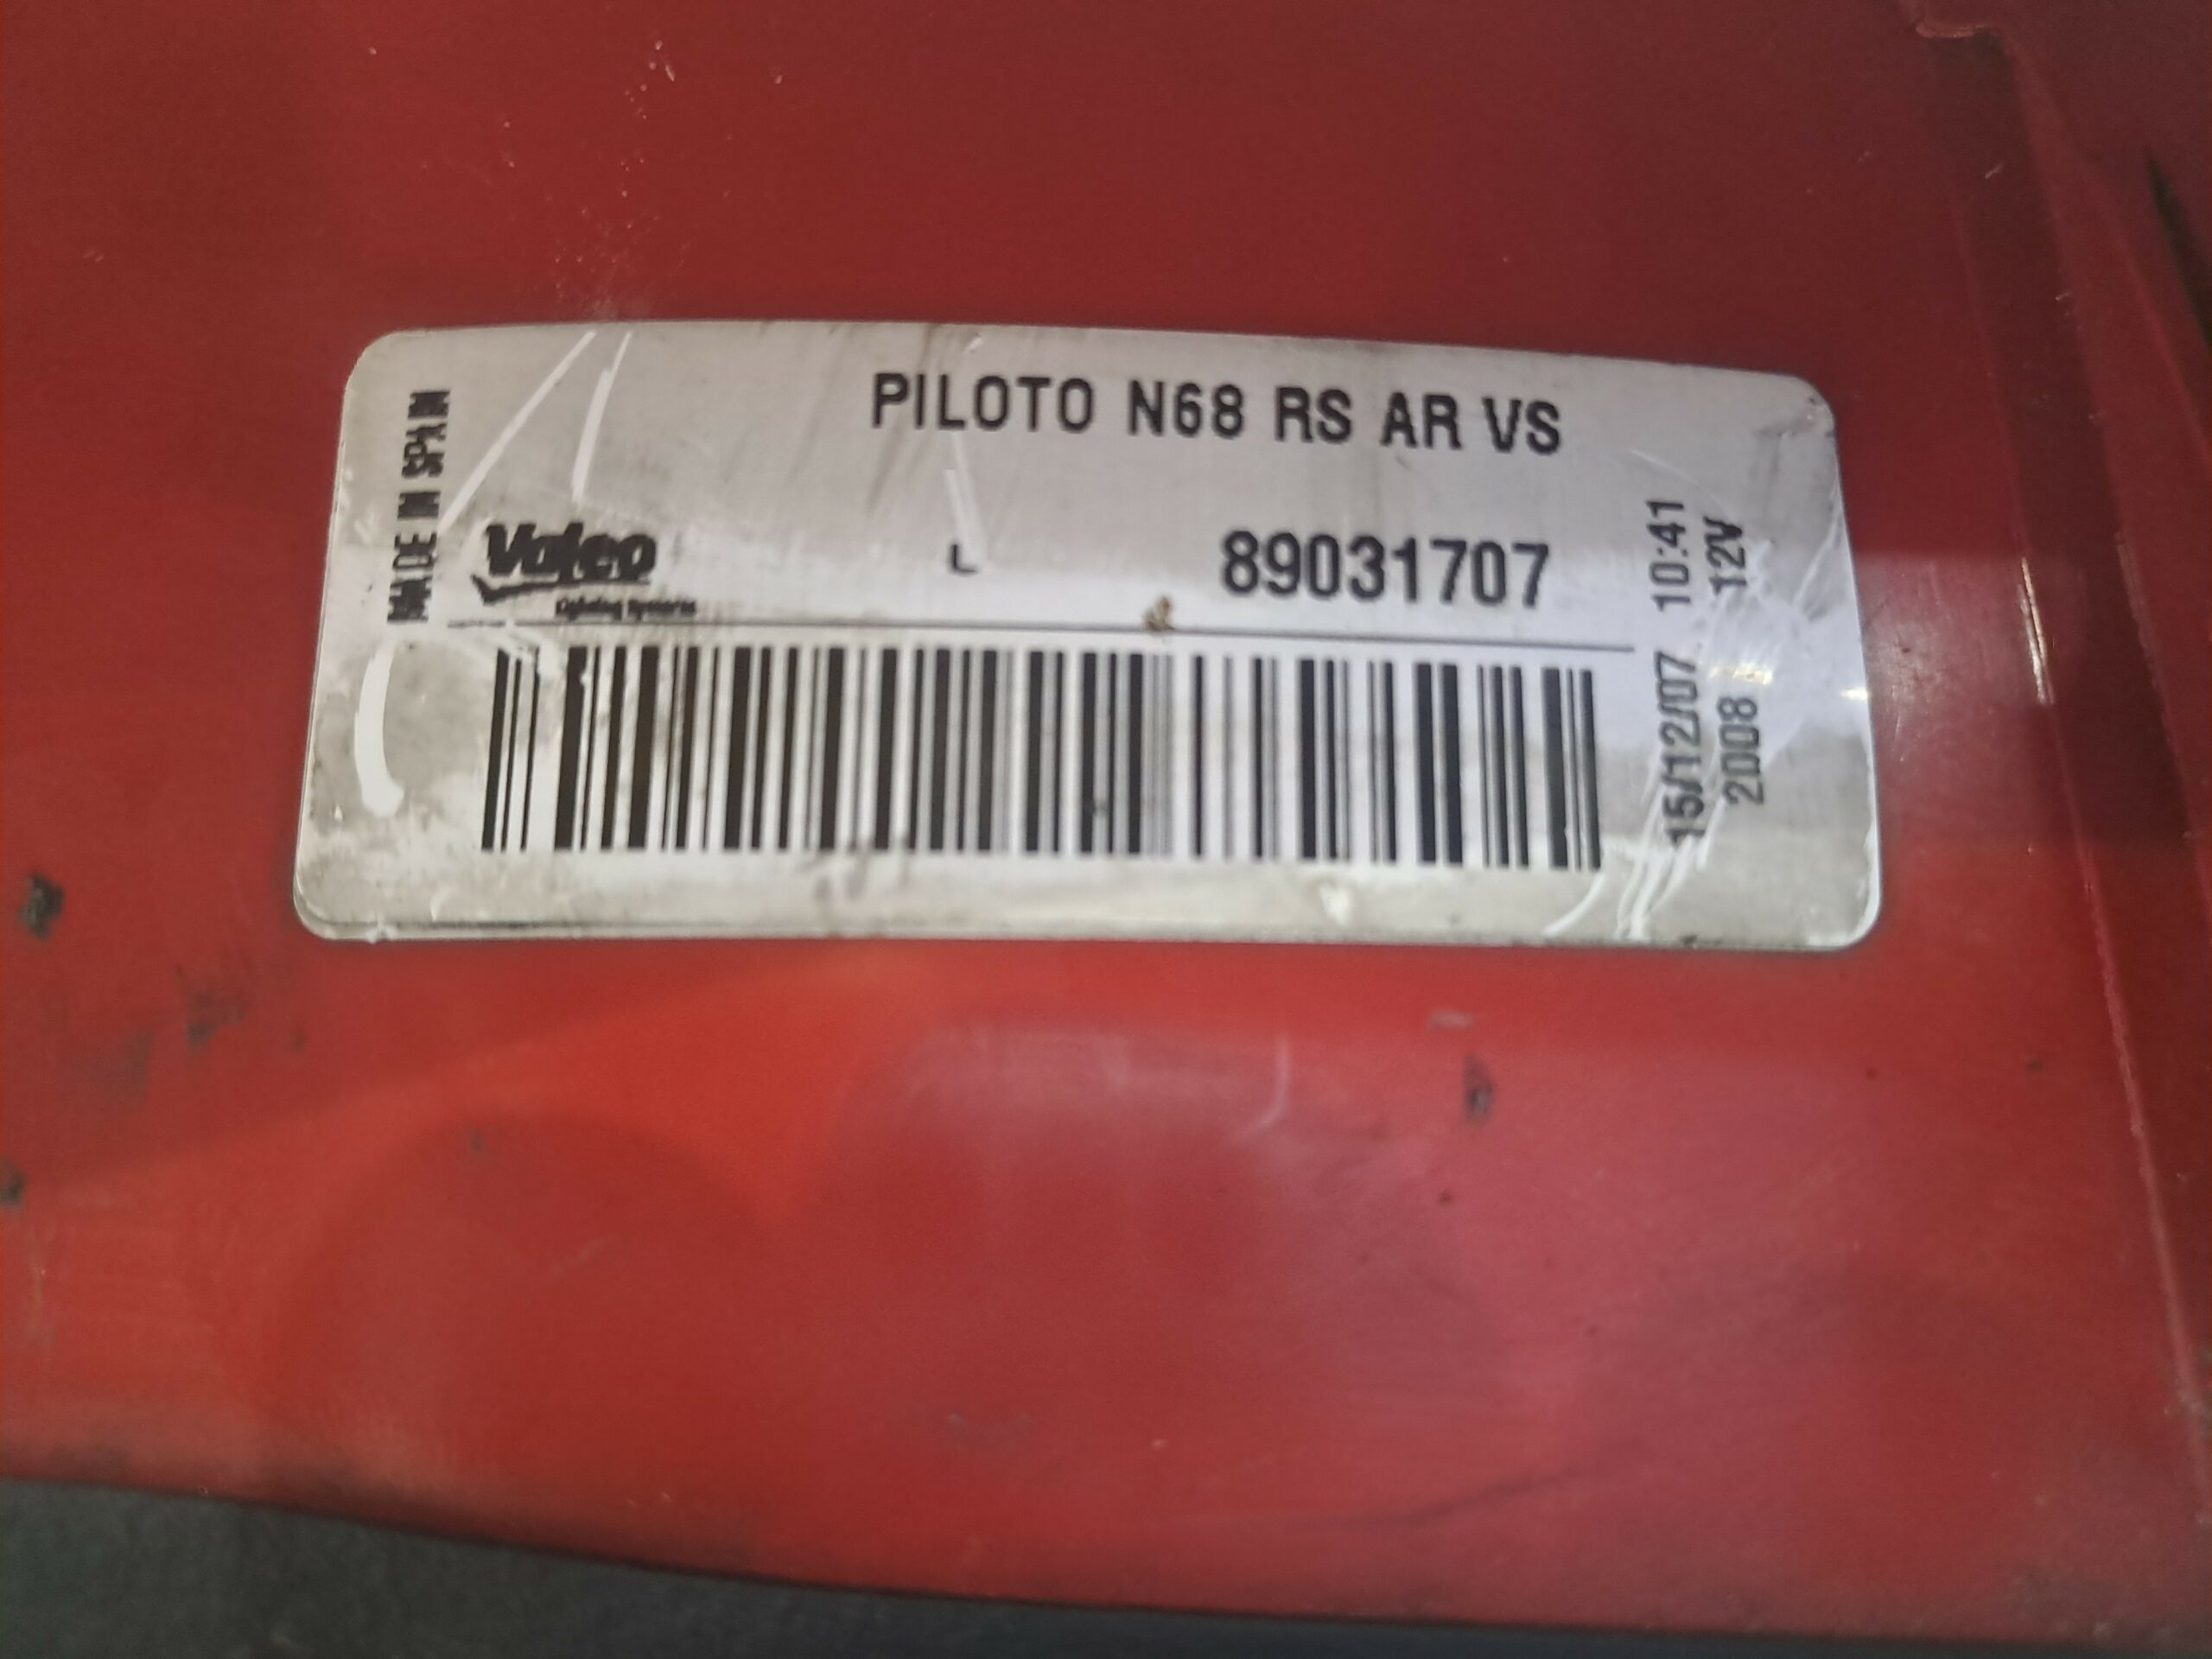 PILOTO N68 RS AR VS
MADE IN SPAIN
Valeo
Lighting Systems
L
89031707
15/12/07 10:41
2008 12V